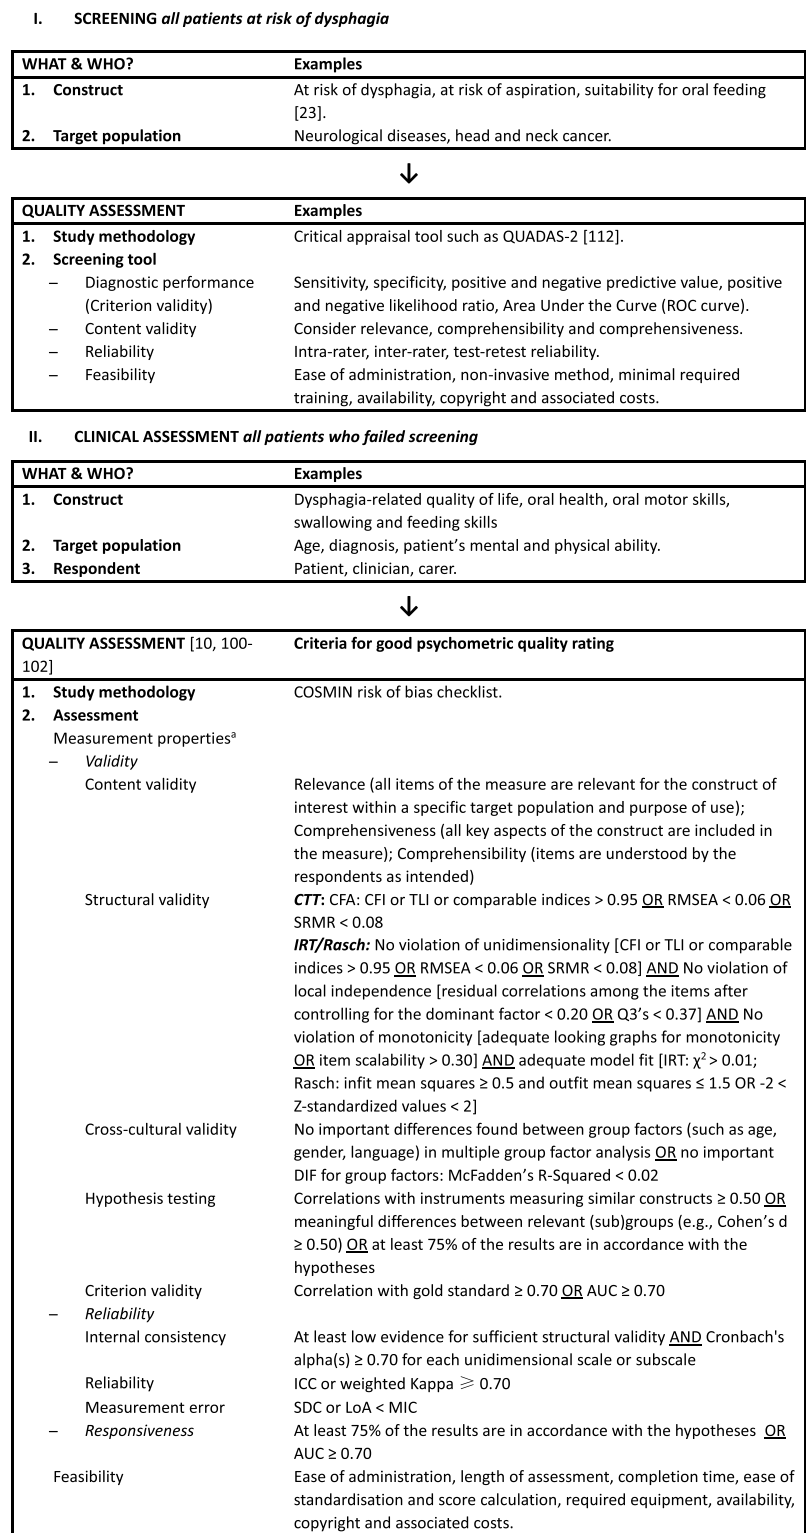 I. SCREENING all patients at risk of dysphagia
WHAT & WHO? Examples
1. Construct At risk of dysphagia, at risk of aspiration, suitability for oral feeding
[23].
2. Target population Neurological diseases, head and neck cancer.
↓
QUALITY ASSESSMENT Examples
1. Study methodology Critical appraisal tool such as QUADAS-2 [112].
2. Screening tool
– Diagnostic performance Sensitivity, specificity, positive and negative predictive value, positive
(Criterion validity) and negative likelihood ratio, Area Under the Curve (ROC curve).
– Content validity Consider relevance, comprehensibility and comprehensiveness.
– Reliability Intra-rater, inter-rater, test-retest reliability.
– Feasibility Ease of administration, non-invasive method, minimal required
training, availability, copyright and associated costs.
II. CLINICAL ASSESSMENT all patients who failed screening
WHAT & WHO? Examples
1. Construct Dysphagia-related quality of life, oral health, oral motor skills,
swallowing and feeding skills
2. Target population Age, diagnosis, patient's mental and physical ability.
3. Respondent Patient, clinician, carer.
↓
QUALITY ASSESSMENT [10, 100- Criteria for good psychometric quality rating
102]
1. Study methodology COSMIN risk of bias checklist.
2. Assessment
Measurement propertiesᵃ
– Validity
Content validity Relevance (all items of the measure are relevant for the construct of
interest within a specific target population and purpose of use);
Comprehensiveness (all key aspects of the construct are included in
the measure); Comprehensibility (items are understood by the
respondents as intended)
Structural validity CTT: CFA: CFI or TLI or comparable indices > 0.95 OR RMSEA < 0.06 OR
SRMR < 0.08
IRT/Rasch: No violation of unidimensionality [CFI or TLI or comparable
indices > 0.95 OR RMSEA < 0.06 OR SRMR < 0.08] AND No violation of
local independence [residual correlations among the items after
controlling for the dominant factor < 0.20 OR Q3's < 0.37] AND No
violation of monotonicity [adequate looking graphs for monotonicity
OR item scalability > 0.30] AND adequate model fit [IRT: χ² > 0.01;
Rasch: infit mean squares ≥ 0.5 and outfit mean squares ≤ 1.5 OR -2 <
Z-standardized values < 2]
Cross-cultural validity No important differences found between group factors (such as age,
gender, language) in multiple group factor analysis OR no important
DIF for group factors: McFadden's R-Squared < 0.02
Hypothesis testing Correlations with instruments measuring similar constructs ≥ 0.50 OR
meaningful differences between relevant (sub)groups (e.g., Cohen's d
≥ 0.50) OR at least 75% of the results are in accordance with the
hypotheses
Criterion validity Correlation with gold standard ≥ 0.70 OR AUC ≥ 0.70
– Reliability
Internal consistency At least low evidence for sufficient structural validity AND Cronbach's
alpha(s) ≥ 0.70 for each unidimensional scale or subscale
Reliability ICC or weighted Kappa ⩾ 0.70
Measurement error SDC or LoA < MIC
– Responsiveness At least 75% of the results are in accordance with the hypotheses OR
AUC ≥ 0.70
Feasibility Ease of administration, length of assessment, completion time, ease of
standardisation and score calculation, required equipment, availability,
copyright and associated costs.